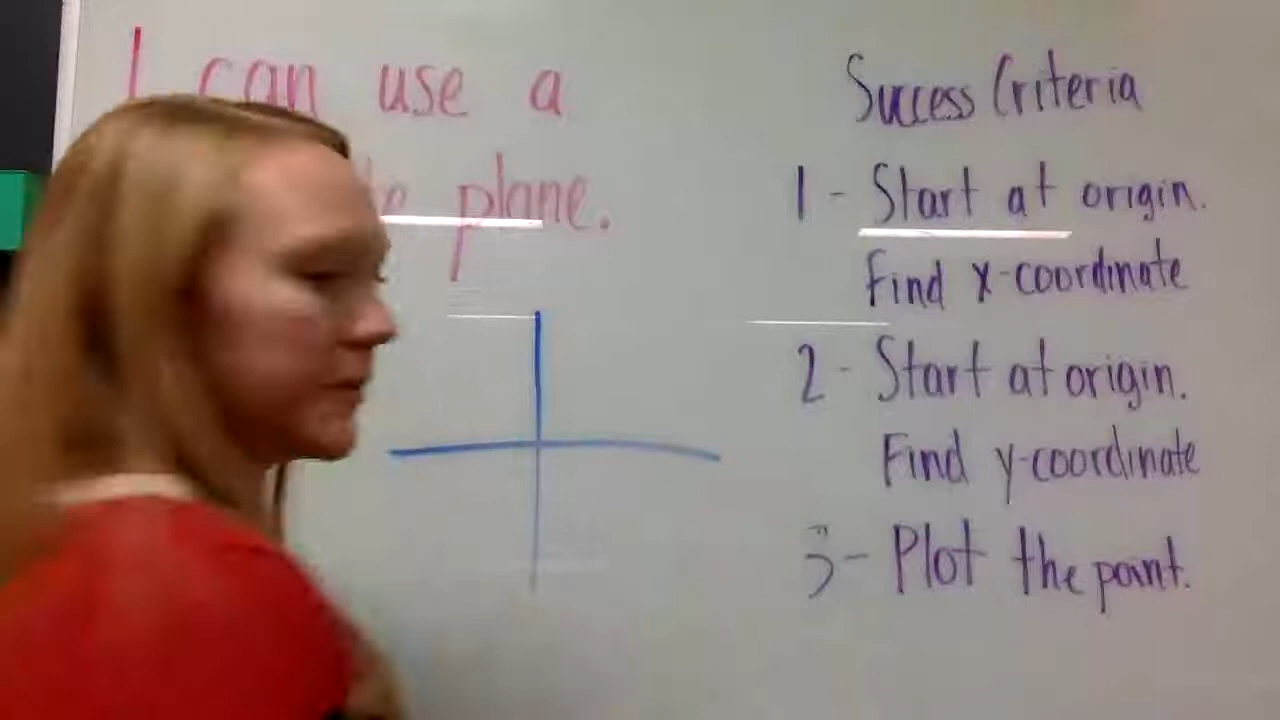 I can use a
plane.
Success Criteria
1 - Start at origin.
Find x-coordinate
2 - Start at origin.
Find y-coordinate
3 - Plot the point.